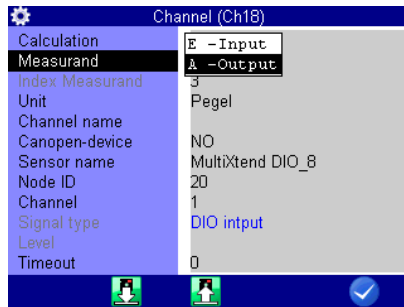 Channel (Ch18)
Calculation
E -Input
Measurand
A -Output
Index Measurand 3
Unit Pegel
Channel name
Canopen-device NO
Sensor name MultiXtend DIO_8
Node ID 20
Channel 1
Signal type DIO intput
Level
Timeout 0